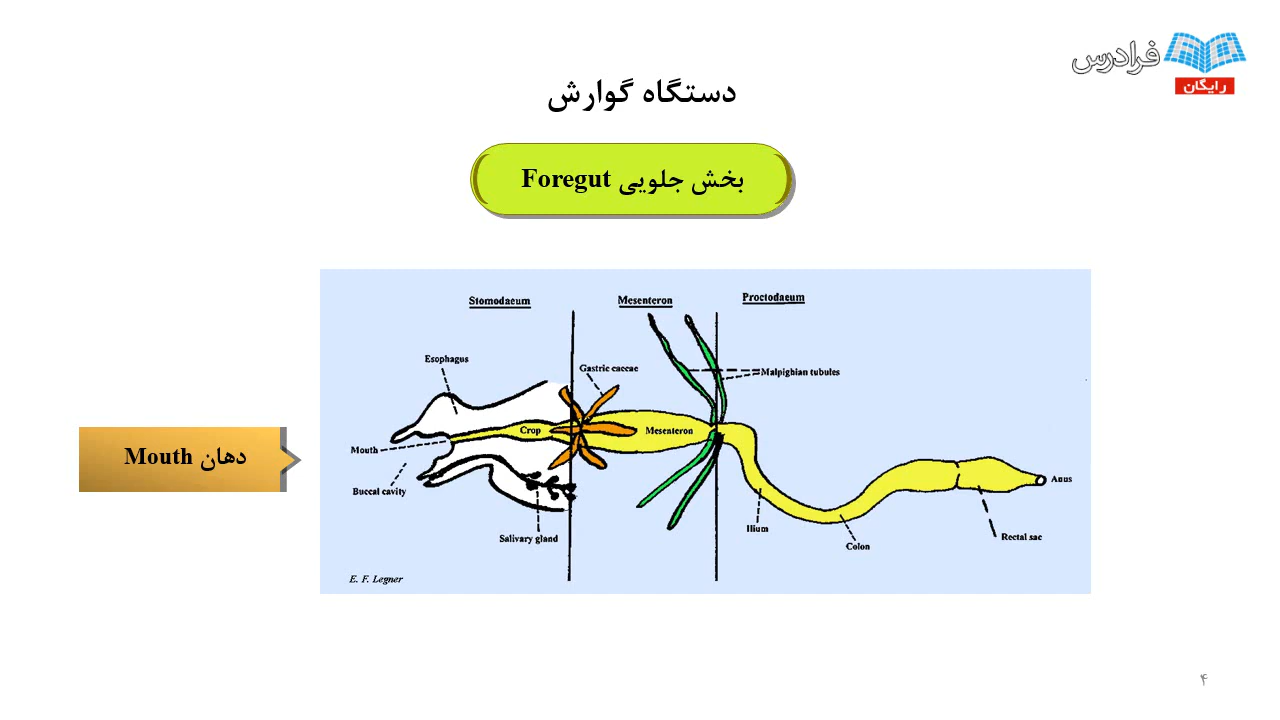 فرادرس
رایگان
دستگاه گوارش
بخش جلویی Foregut
Stomodaeum
Mesenteron
Proctodaeum
Esophagus
Gastric caecae
Malpighian tubules
Crop
Mesenteron
Mouth
دهان Mouth
Buccal cavity
Anus
Salivary gland
Ilium
Colon
Rectal sac
E. F. Legner
۴